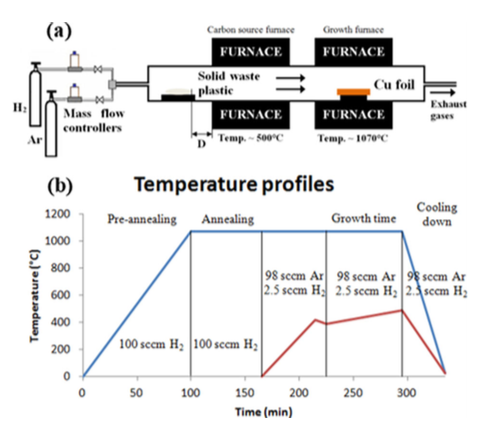 (a)
Carbon source furnace
Growth furnace
FURNACE
FURNACE
Solid waste
plastic
Cu foil
H2
Ar
Mass flow
controllers
FURNACE
FURNACE
Exhaust
gases
D
Temp. ~ 500°C
Temp. ~ 1070°C
(b)
Temperature profiles
Pre-annealing
Annealing
Growth time
Cooling
down
98 sccm Ar
2.5 sccm H2
98 sccm Ar
2.5 sccm H2
98 sccm Ar
2.5 sccm H2
100 sccm H2
100 sccm H2
Temperature (°C)
1200
1000
800
600
400
200
0
0
50
100
150
200
250
300
Time (min)